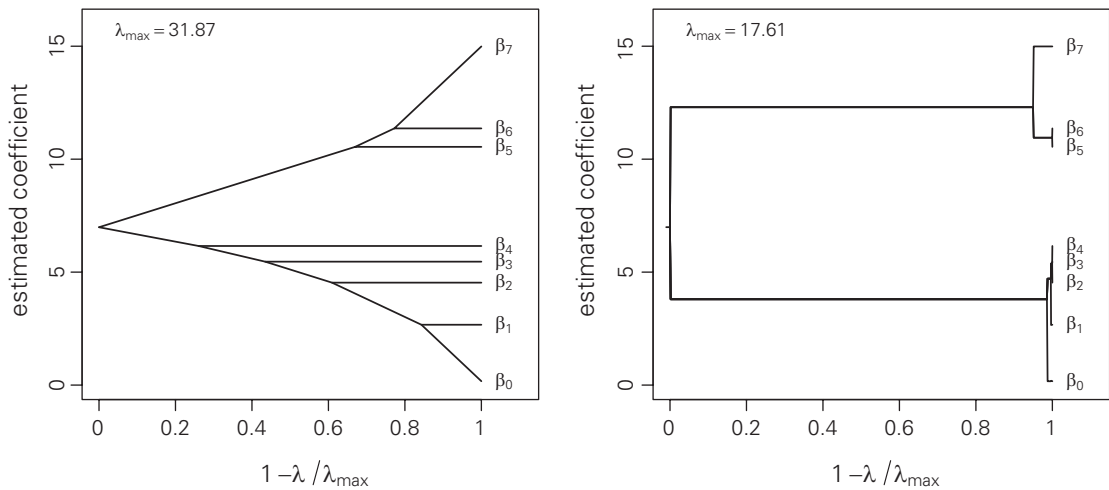 λmax = 31.87
estimated coefficient
15
10
5
0
β7
β6
β5
β4
β3
β2
β1
β0
0 0.2 0.4 0.6 0.8 1
1 – λ / λmax
λmax = 17.61
estimated coefficient
15
10
5
0
β7
β6
β5
β4
β3
β2
β1
β0
0 0.2 0.4 0.6 0.8 1
1 – λ / λmax